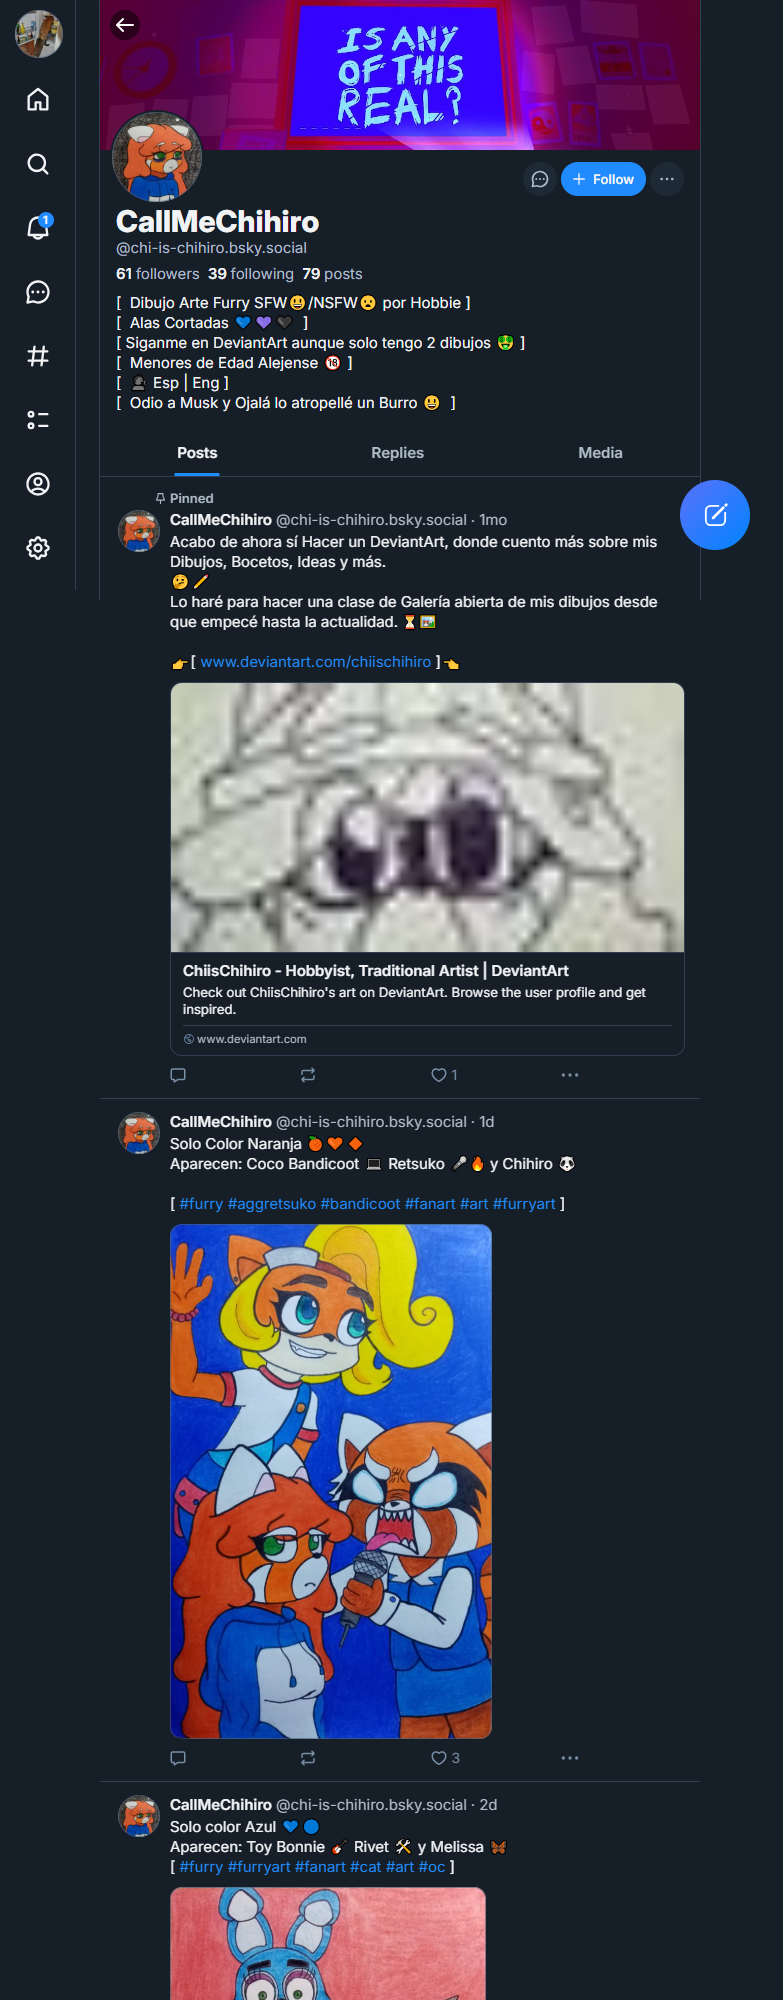 IS ANY
OF THIS
REAL?
1
Follow
CallMeChihiro
@chi-is-chihiro.bsky.social
61 followers 39 following 79 posts
[ Dibujo Arte Furry SFW😀/NSFW😦 por Hobbie ]
[ Alas Cortadas 💙 💜 🖤 ]
[ Siganme en DeviantArt aunque solo tengo 2 dibujos 🤑 ]
[ Menores de Edad Alejense 🔞 ]
[ 🗣 Esp | Eng ]
[ Odio a Musk y Ojalá lo atropellé un Burro 😀 ]
Posts Replies Media
Pinned
CallMeChihiro @chi-is-chihiro.bsky.social · 1mo
Acabo de ahora sí Hacer un DeviantArt, donde cuento más sobre mis
Dibujos, Bocetos, Ideas y más.
🤔🖍
Lo haré para hacer una clase de Galería abierta de mis dibujos desde
que empecé hasta la actualidad. ⏳🖼
👉[ www.deviantart.com/chiischihiro ]👈
ChiisChihiro - Hobbyist, Traditional Artist | DeviantArt
Check out ChiisChihiro's art on DeviantArt. Browse the user profile and get
inspired.
www.deviantart.com
1
CallMeChihiro @chi-is-chihiro.bsky.social · 1d
Solo Color Naranja 🍊🧡🔶
Aparecen: Coco Bandicoot 💻 Retsuko 🎤🔥 y Chihiro 🐼
[ #furry #aggretsuko #bandicoot #fanart #art #furryart ]
3
CallMeChihiro @chi-is-chihiro.bsky.social · 2d
Solo color Azul 💙🔵
Aparecen: Toy Bonnie 🎸 Rivet 🛠 y Melissa 🦋
[ #furry #furryart #fanart #cat #art #oc ]